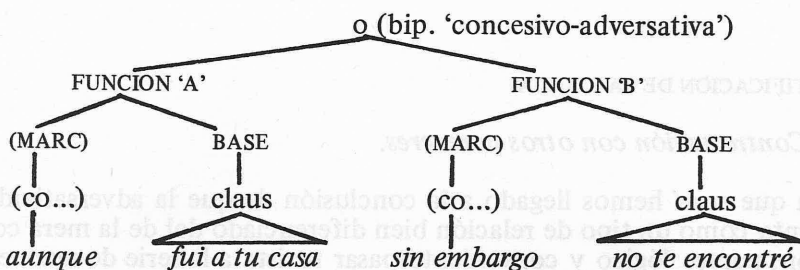 o (bip. 'concesivo-adversativa')
FUNCION 'A' FUNCION 'B'
(MARC) BASE (MARC) BASE
(co...) claus (co...) claus
aunque fui a tu casa sin embargo no te encontré